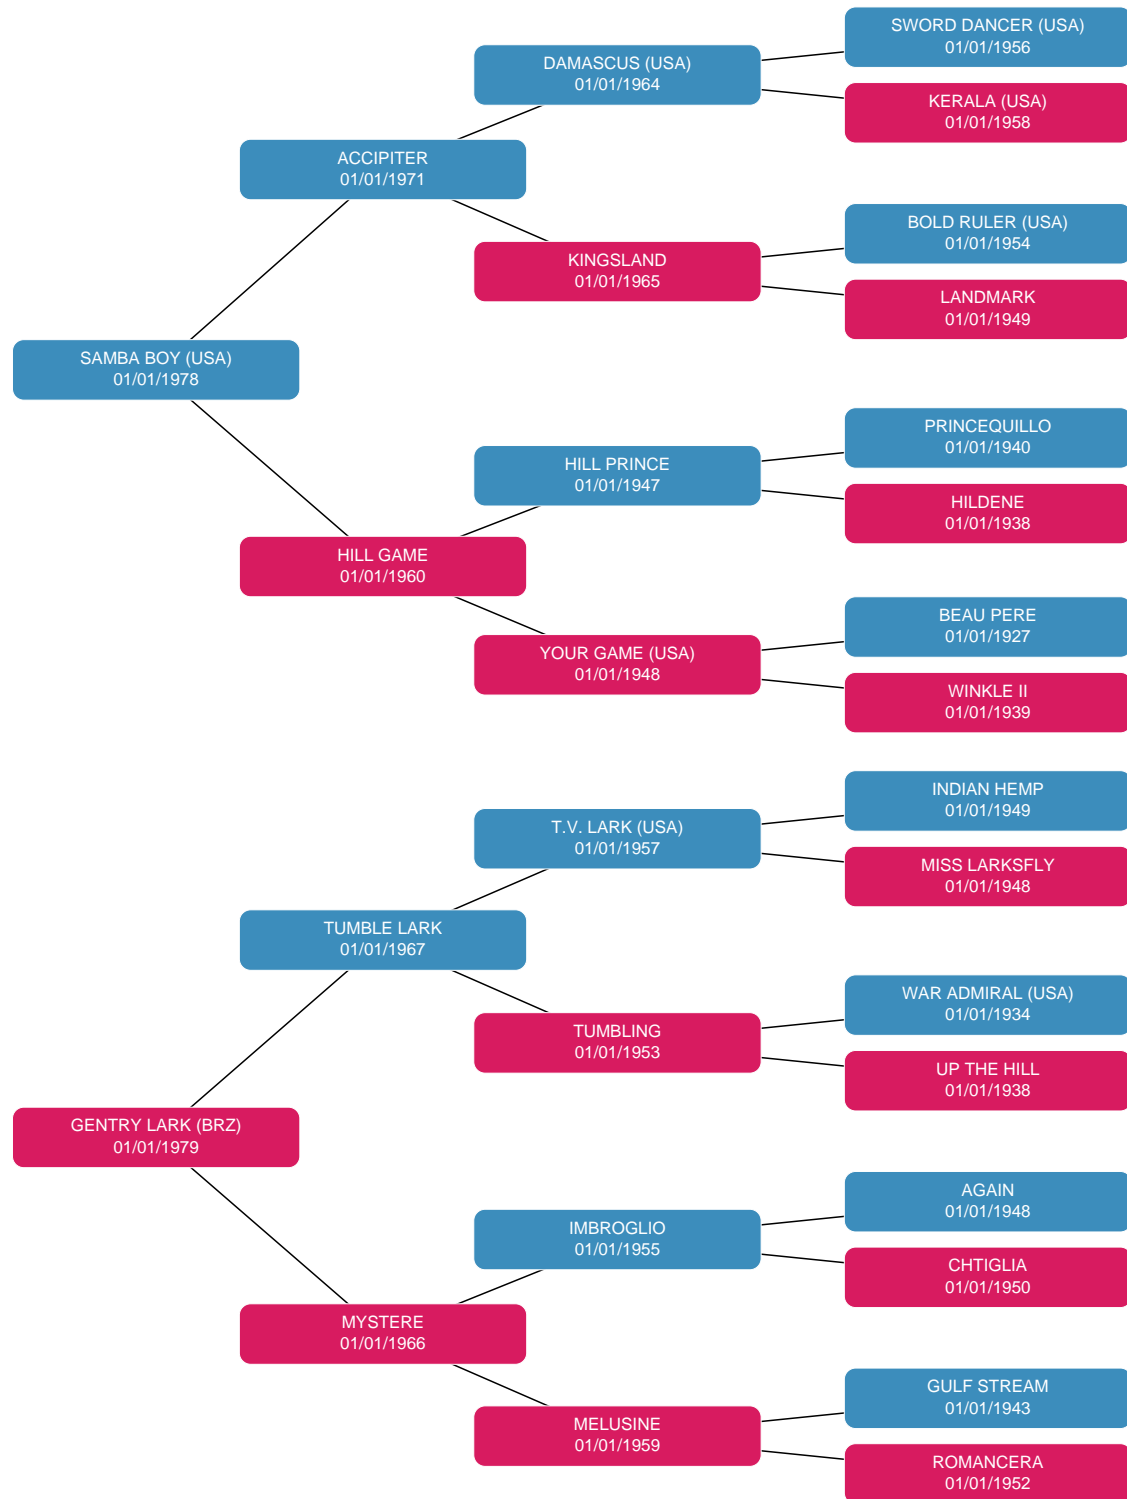 SWORD DANCER (USA)
01/01/1956
DAMASCUS (USA)
01/01/1964
KERALA (USA)
01/01/1958
ACCIPITER
01/01/1971
BOLD RULER (USA)
01/01/1954
KINGSLAND
01/01/1965
LANDMARK
01/01/1949
SAMBA BOY (USA)
01/01/1978
PRINCEQUILLO
01/01/1940
HILL PRINCE
01/01/1947
HILDENE
01/01/1938
HILL GAME
01/01/1960
BEAU PERE
01/01/1927
YOUR GAME (USA)
01/01/1948
WINKLE II
01/01/1939
INDIAN HEMP
01/01/1949
T.V. LARK (USA)
01/01/1957
MISS LARKSFLY
01/01/1948
TUMBLE LARK
01/01/1967
WAR ADMIRAL (USA)
01/01/1934
TUMBLING
01/01/1953
UP THE HILL
01/01/1938
GENTRY LARK (BRZ)
01/01/1979
AGAIN
01/01/1948
IMBROGLIO
01/01/1955
CHTIGLIA
01/01/1950
MYSTERE
01/01/1966
GULF STREAM
01/01/1943
MELUSINE
01/01/1959
ROMANCERA
01/01/1952